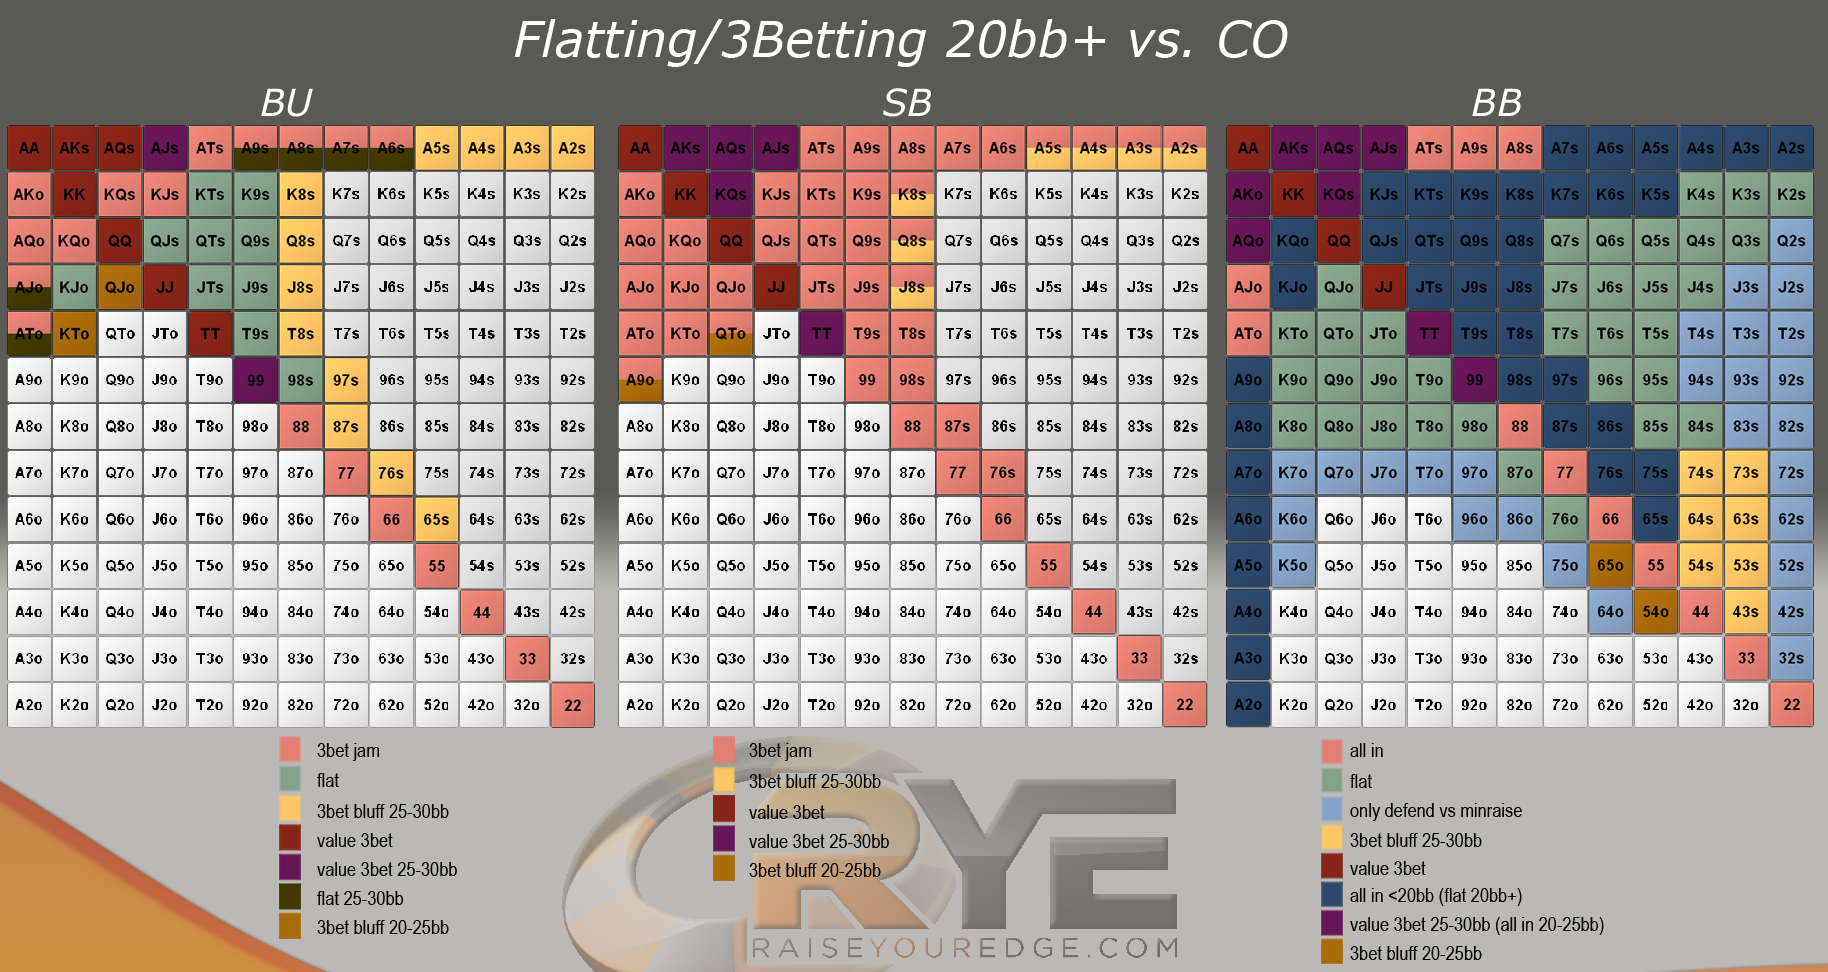 Flatting/3Betting 20bb+ vs. CO
BU SB BB
AA AKs AQs AJs ATs A9s A8s A7s A6s A5s A4s A3s A2s AA AKs AQs AJs ATs A9s A8s A7s A6s A5s A4s A3s A2s AA AKs AQs AJs ATs A9s A8s A7s A6s A5s A4s A3s A2s
AKo KK KQs KJs KTs K9s K8s K7s K6s K5s K4s K3s K2s AKo KK KQs KJs KTs K9s K8s K7s K6s K5s K4s K3s K2s AKo KK KQs KJs KTs K9s K8s K7s K6s K5s K4s K3s K2s
AQo KQo QQ QJs QTs Q9s Q8s Q7s Q6s Q5s Q4s Q3s Q2s AQo KQo QQ QJs QTs Q9s Q8s Q7s Q6s Q5s Q4s Q3s Q2s AQo KQo QQ QJs QTs Q9s Q8s Q7s Q6s Q5s Q4s Q3s Q2s
AJo KJo QJo JJ JTs J9s J8s J7s J6s J5s J4s J3s J2s AJo KJo QJo JJ JTs J9s J8s J7s J6s J5s J4s J3s J2s AJo KJo QJo JJ JTs J9s J8s J7s J6s J5s J4s J3s J2s
ATo KTo QTo JTo TT T9s T8s T7s T6s T5s T4s T3s T2s ATo KTo QTo JTo TT T9s T8s T7s T6s T5s T4s T3s T2s ATo KTo QTo JTo TT T9s T8s T7s T6s T5s T4s T3s T2s
A9o K9o Q9o J9o T9o 99 98s 97s 96s 95s 94s 93s 92s A9o K9o Q9o J9o T9o 99 98s 97s 96s 95s 94s 93s 92s A9o K9o Q9o J9o T9o 99 98s 97s 96s 95s 94s 93s 92s
A8o K8o Q8o J8o T8o 98o 88 87s 86s 85s 84s 83s 82s A8o K8o Q8o J8o T8o 98o 88 87s 86s 85s 84s 83s 82s A8o K8o Q8o J8o T8o 98o 88 87s 86s 85s 84s 83s 82s
A7o K7o Q7o J7o T7o 97o 87o 77 76s 75s 74s 73s 72s A7o K7o Q7o J7o T7o 97o 87o 77 76s 75s 74s 73s 72s A7o K7o Q7o J7o T7o 97o 87o 77 76s 75s 74s 73s 72s
A6o K6o Q6o J6o T6o 96o 86o 76o 66 65s 64s 63s 62s A6o K6o Q6o J6o T6o 96o 86o 76o 66 65s 64s 63s 62s A6o K6o Q6o J6o T6o 96o 86o 76o 66 65s 64s 63s 62s
A5o K5o Q5o J5o T5o 95o 85o 75o 65o 55 54s 53s 52s A5o K5o Q5o J5o T5o 95o 85o 75o 65o 55 54s 53s 52s A5o K5o Q5o J5o T5o 95o 85o 75o 65o 55 54s 53s 52s
A4o K4o Q4o J4o T4o 94o 84o 74o 64o 54o 44 43s 42s A4o K4o Q4o J4o T4o 94o 84o 74o 64o 54o 44 43s 42s A4o K4o Q4o J4o T4o 94o 84o 74o 64o 54o 44 43s 42s
A3o K3o Q3o J3o T3o 93o 83o 73o 63o 53o 43o 33 32s A3o K3o Q3o J3o T3o 93o 83o 73o 63o 53o 43o 33 32s A3o K3o Q3o J3o T3o 93o 83o 73o 63o 53o 43o 33 32s
A2o K2o Q2o J2o T2o 92o 82o 72o 62o 52o 42o 32o 22 A2o K2o Q2o J2o T2o 92o 82o 72o 62o 52o 42o 32o 22 A2o K2o Q2o J2o T2o 92o 82o 72o 62o 52o 42o 32o 22
3bet jam
flat
3bet bluff 25-30bb
value 3bet
value 3bet 25-30bb
flat 25-30bb
3bet bluff 20-25bb
3bet jam
3bet bluff 25-30bb
value 3bet
value 3bet 25-30bb
3bet bluff 20-25bb
all in
flat
only defend vs minraise
3bet bluff 25-30bb
value 3bet
all in <20bb (flat 20bb+)
value 3bet 25-30bb (all in 20-25bb)
3bet bluff 20-25bb
RYE
RAISEYOUREDGE.COM